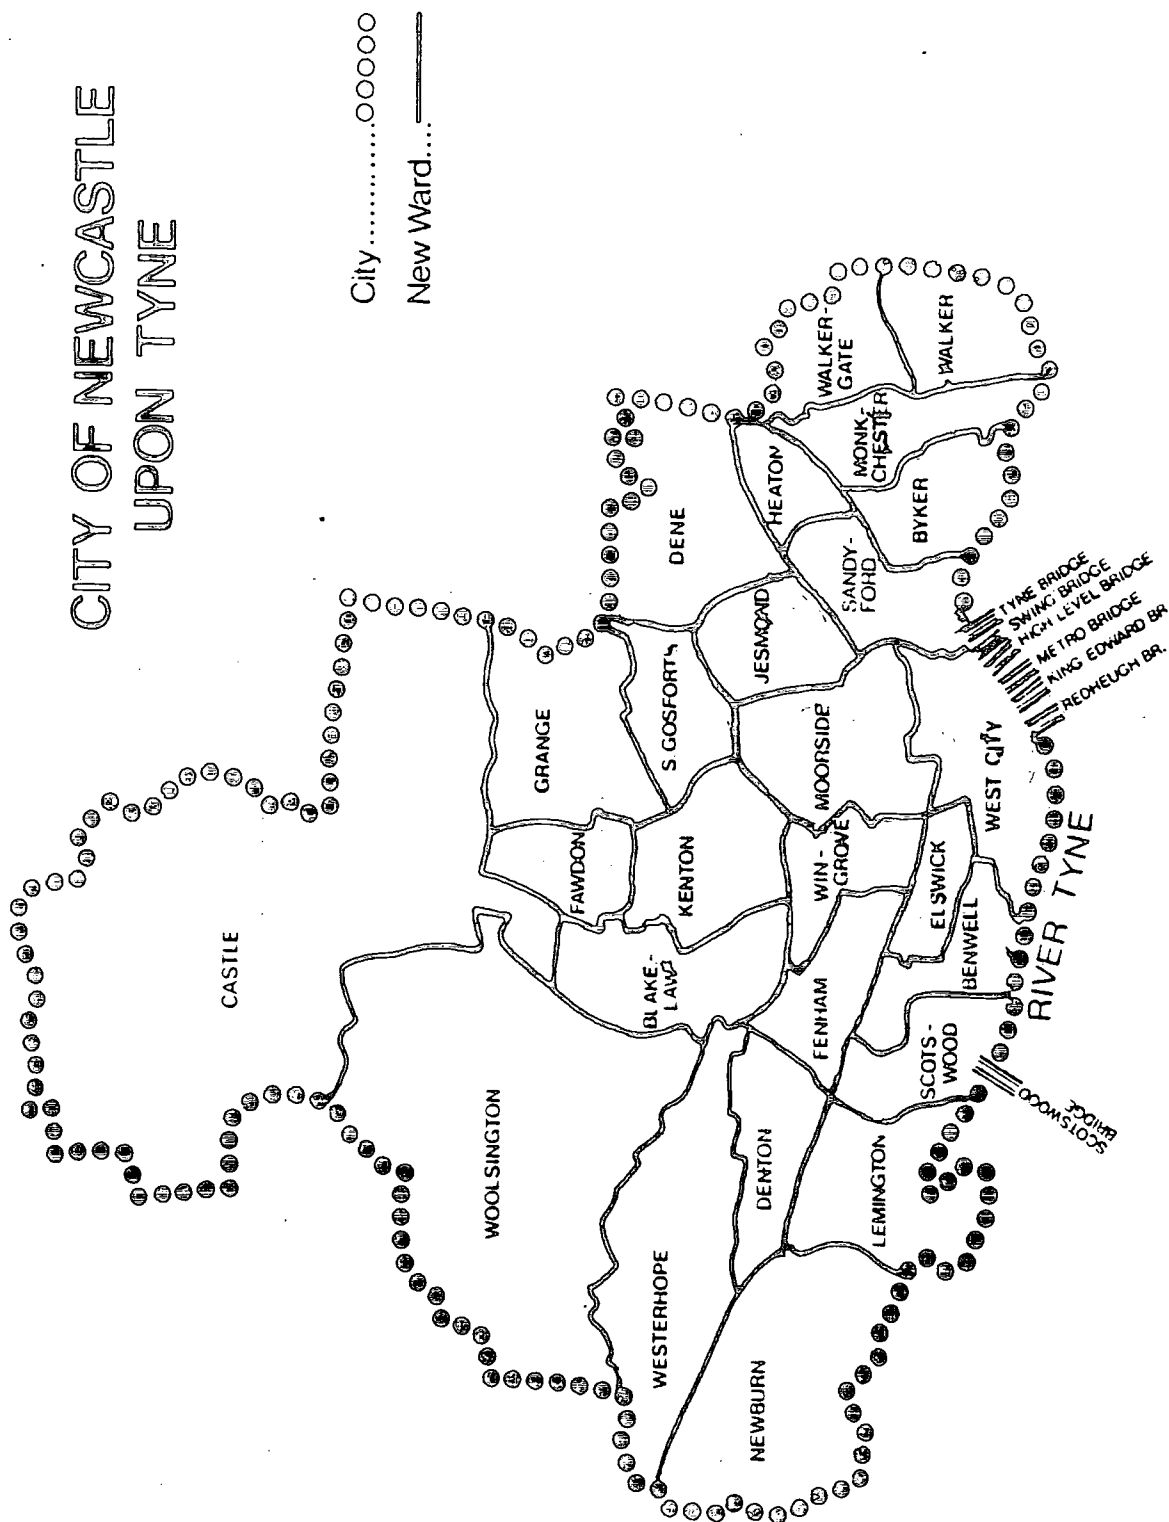 CITY OF NEWCASTLE
UPON TYNE
City............OOOOO
New Ward....
CASTLE
WOOLSINGTON
GRANGE
FAWDON
DENE
S. GOSFORTH
KENTON
BLAKE-
LAW
WESTERHOPE
JESMOND
HEATON
WALKER-
GATE
MONK-
CHESTER
WALKER
SANDY-
FORD
BYKER
MOORSIDE
WIN-
GROVE
FENHAM
DENTON
NEWBURN
LEMINGTON
SCOTS-
WOOD
BENWELL
ELSWICK
WEST CITY
TYNE BRIDGE
SWING BRIDGE
HIGH LEVEL BRIDGE
METRO BRIDGE
KING EDWARD BR
REDHEUGH BR.
RIVER TYNE
SCOTSWOOD
BRIDGE